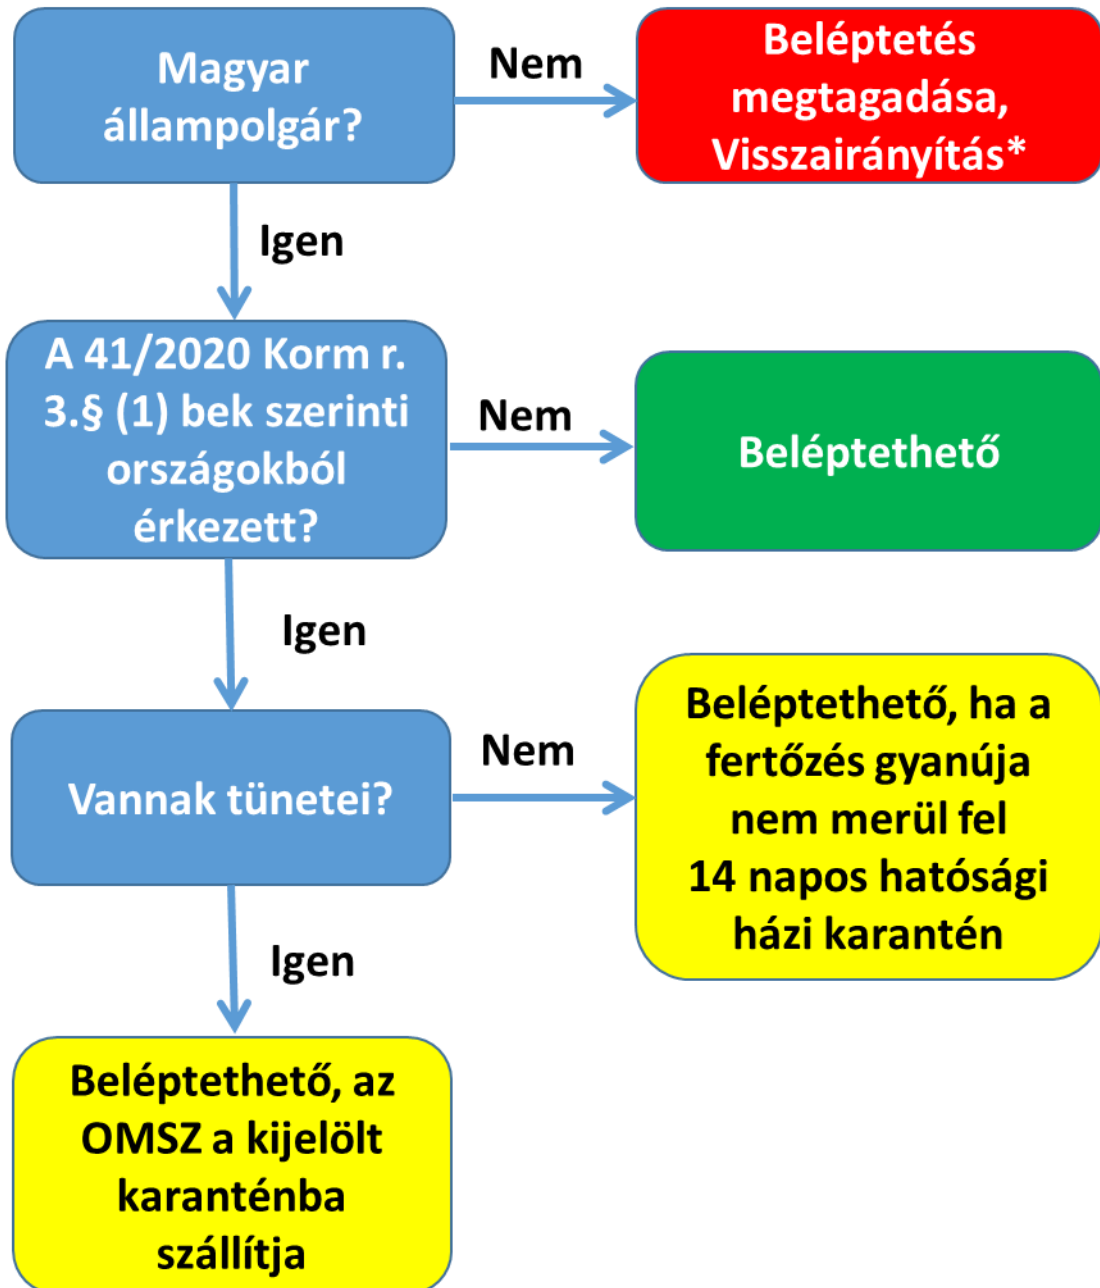 Magyar
állampolgár?
Nem
Beléptetés
megtagadása,
Visszairányítás*
Igen
A 41/2020 Korm r.
3.§ (1) bek szerinti
országokból
érkezett?
Nem
Beléptethető
Igen
Vannak tünetei?
Nem
Beléptethető, ha a
fertőzés gyanúja
nem merül fel
14 napos hatósági
házi karantén
Igen
Beléptethető, az
OMSZ a kijelölt
karanténba
szállítja